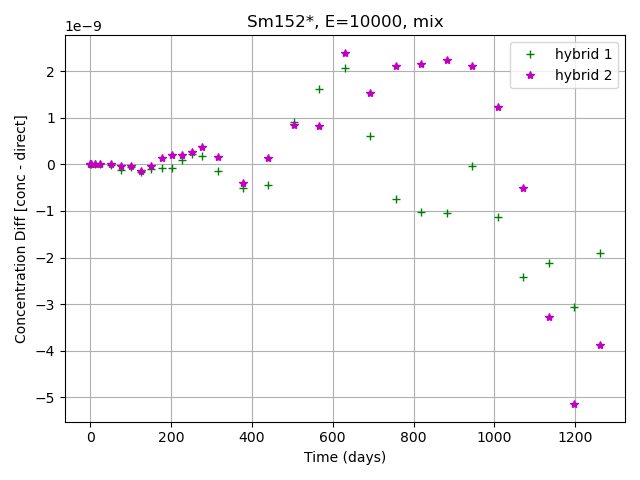 Sm152*, E=10000, mix
1e−9
hybrid 1
hybrid 2
2
1
0
−1
−2
−3
−4
−5
Concentration Diff [conc - direct]
0 200 400 600 800 1000 1200
Time (days)